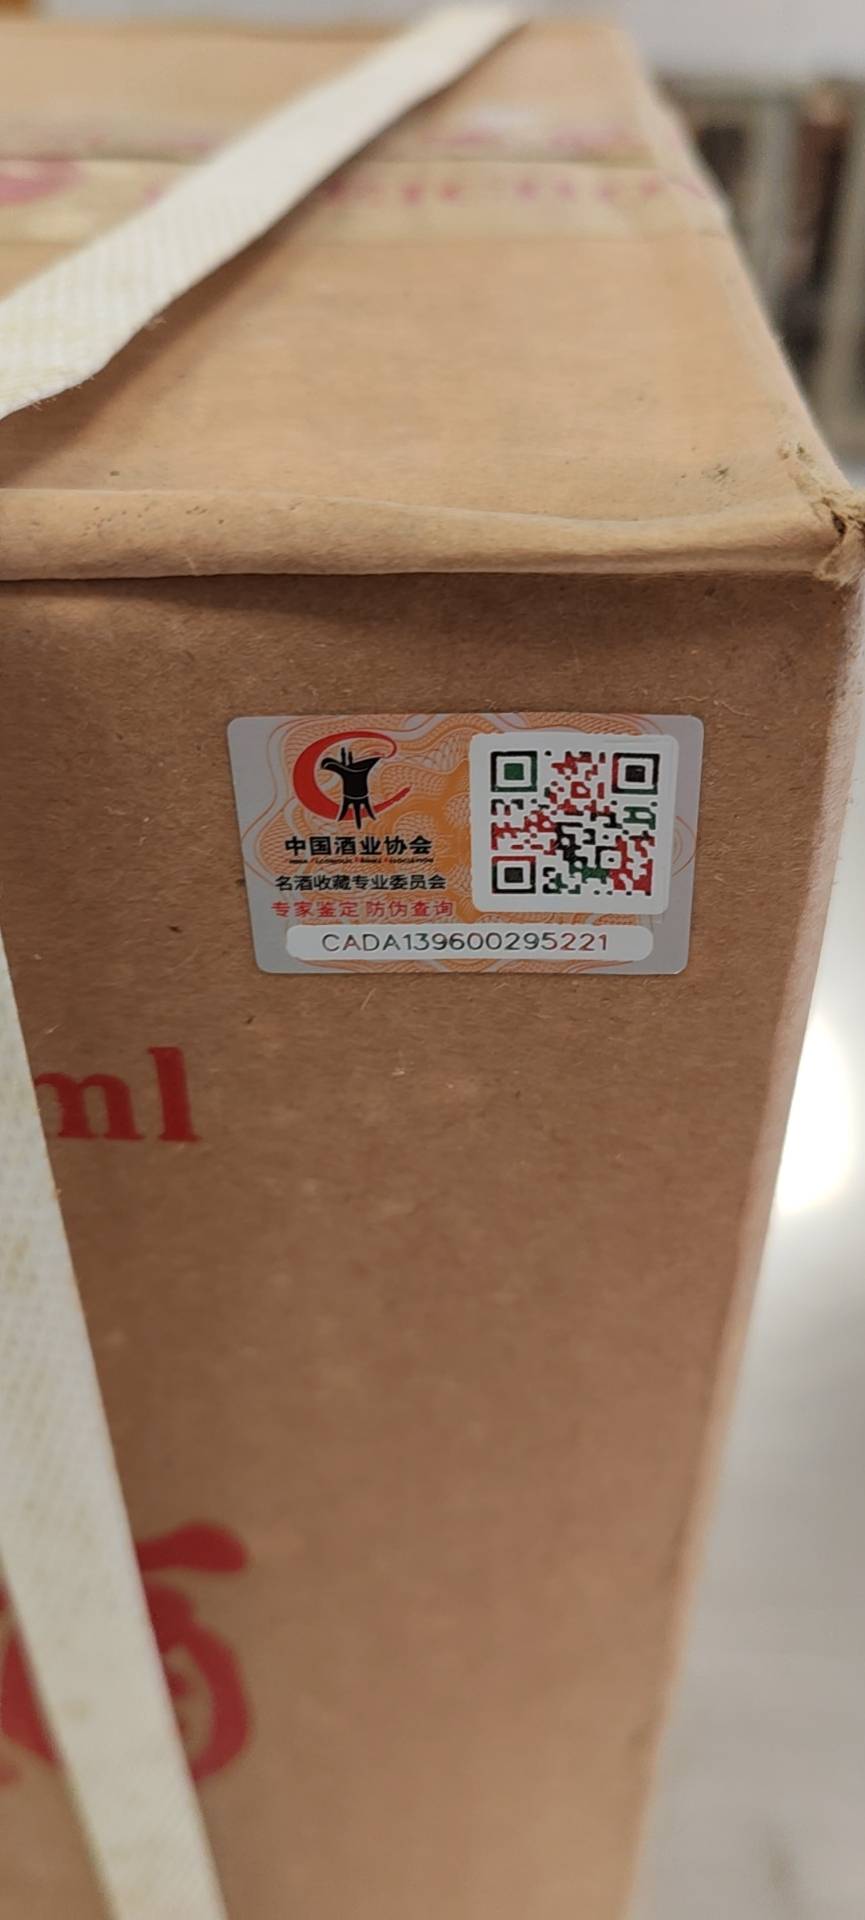 中国酒业协会
名酒收藏专业委员会
专家鉴定 防伪查询
CADA139600295221
ml
酒